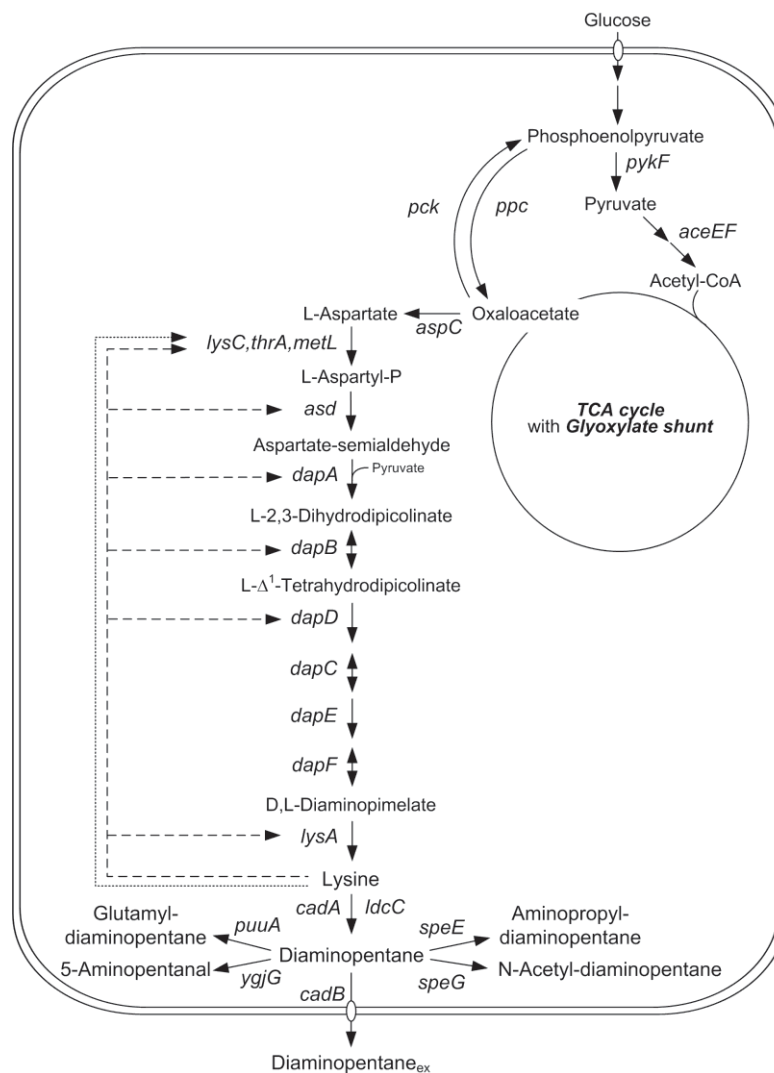 Glucose
Phosphoenolpyruvate
pykF
pck
ppc
Pyruvate
aceEF
Acetyl-CoA
L-Aspartate
aspC
Oxaloacetate
lysC,thrA,metL
L-Aspartyl-P
asd
TCA cycle
with Glyoxylate shunt
Aspartate-semialdehyde
dapA
Pyruvate
L-2,3-Dihydrodipicolinate
dapB
L-Δ¹-Tetrahydrodipicolinate
dapD
dapC
dapE
dapF
D,L-Diaminopimelate
lysA
Lysine
cadA
ldcC
Glutamyl-
diaminopentane
puuA
speE
Aminopropyl-
diaminopentane
Diaminopentane
5-Aminopentanal
ygjG
speG
N-Acetyl-diaminopentane
cadB
Diaminopentaneₑₓ